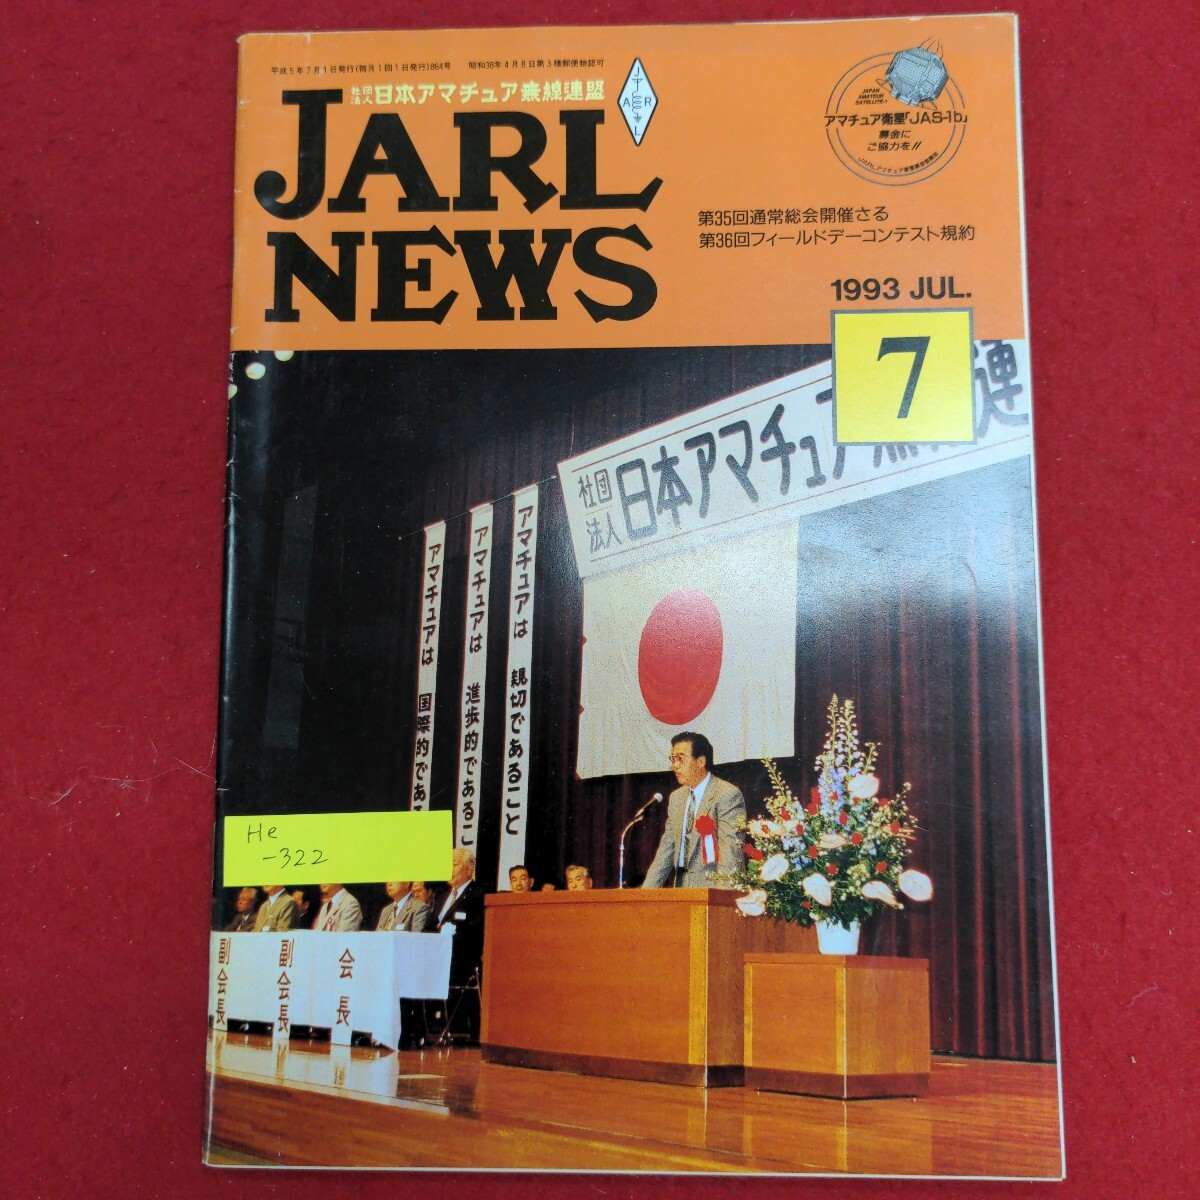 平成5年7月1日発行(毎月1回1日発行)864号 昭和38年4月8日第3種郵便物認可
社団法人 日本アマチュア無線連盟
JARL
NEWS
J
A R
L
JAPAN
AMATEUR
SATELLITE-1
アマチュア衛星「JAS-1b」
募金に
ご協力を!!
第35回通常総会開催さる
第36回フィールドデーコンテスト規約
1993 JUL.
7
社団法人 日本アマチュア無 連
アマチュアは 国際的である
アマチュアは 進歩的であるこ
アマチュアは 親切であること
He
-322
副会長
副会長
会長